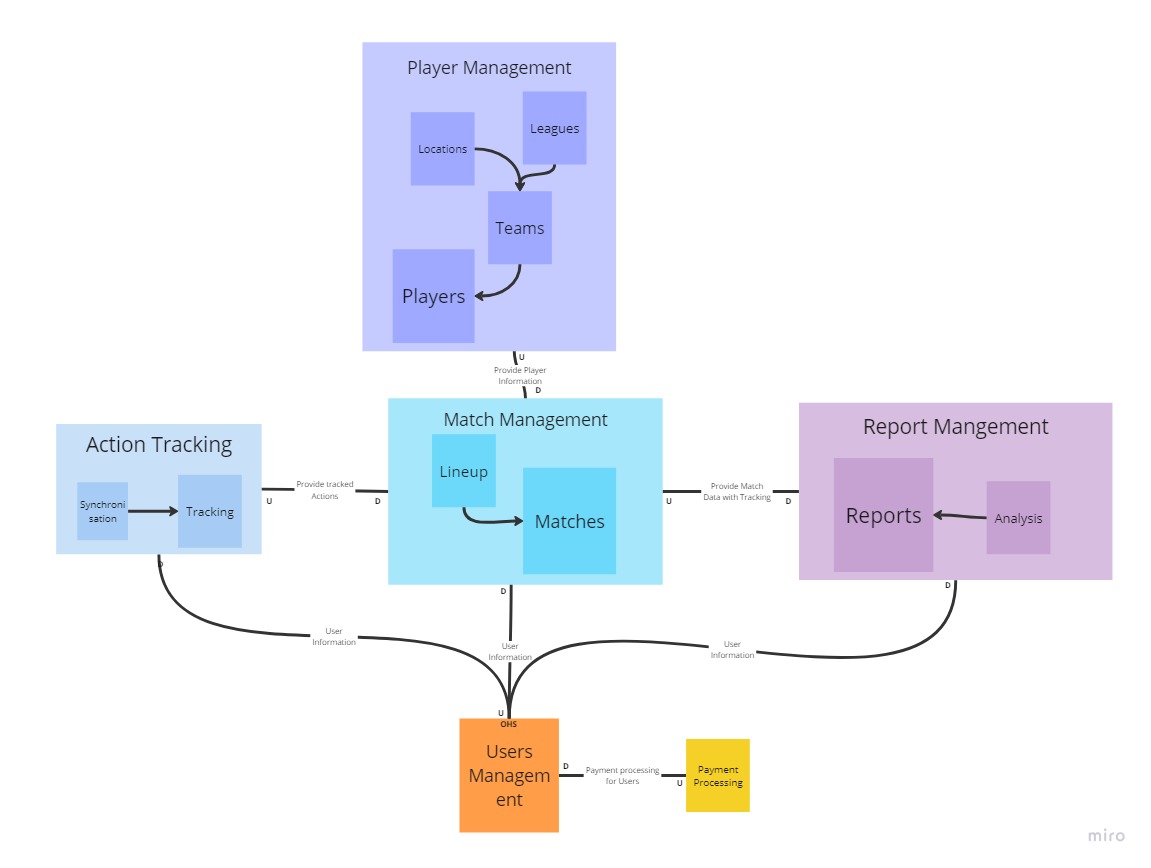 Player Management
Leagues
Locations
Teams
Players
U
Provide Player
Information
D
Match Management
Lineup
Matches
Action Tracking
Synchroni
sation
Tracking
U
Provide tracked
Actions
D
U
Provide Match
Data with Tracking
D
Report Mangement
Reports
Analysis
D
D
D
User
Information
User
Information
User
Information
U
OHS
Users
Managem
ent
D
Payment processing
for Users
U
Payment
Processing
miro